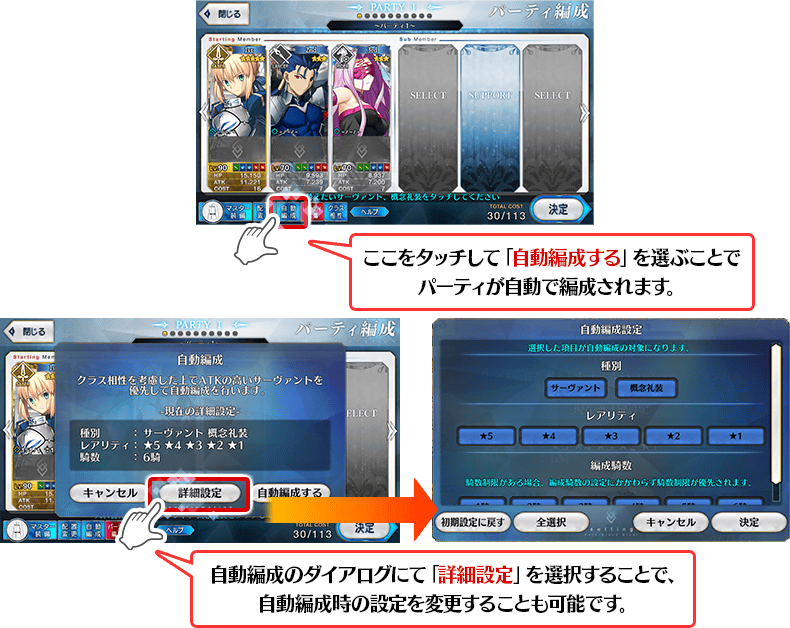 閉じる
PARTY 1
～パーティ1～
パーティ編成
Starting Member
Sub Member
Lv90
Lv70
Lv70
HP 15,150
ATK 11,221
COST 16
HP 9,593
ATK 7,239
HP 8,937
ATK 7,200
SELECT
SUPPORT
SELECT
えたいサーヴァント、概念礼装をタッチしてください
マスター装備
配
変
自動編成
クラス相性
ヘルプ
TOTAL COST
30/113
決定
ここをタッチして「自動編成する」を選ぶことで
パーティが自動で編成されます。
閉じる
PARTY 1
パーティ編成
Starting Mem
自動編成
クラス相性を考慮した上でATKの高いサーヴァントを
優先して自動編成を行います。
-現在の詳細設定-
種別 ： サーヴァント 概念礼装
レアリティ：★5 ★4 ★3 ★2 ★1
騎数 ： 6騎
キャンセル
詳細設定
自動編成する
SELECT
マスター装備
配置変更
自動編成
ヘルプ
TOTAL COST
30/113
決定
自動編成設定
選択した項目が自動編成の対象になります。
種別
サーヴァント
概念礼装
レアリティ
★5
★4
★3
★2
★1
編成騎数
騎数制限がある場合、編成騎数の設定にかかわらず騎数制限が優先されます。
初期設定に戻す
全選択
キャンセル
決定
自動編成のダイアログにて「詳細設定」を選択することで、
自動編成時の設定を変更することも可能です。